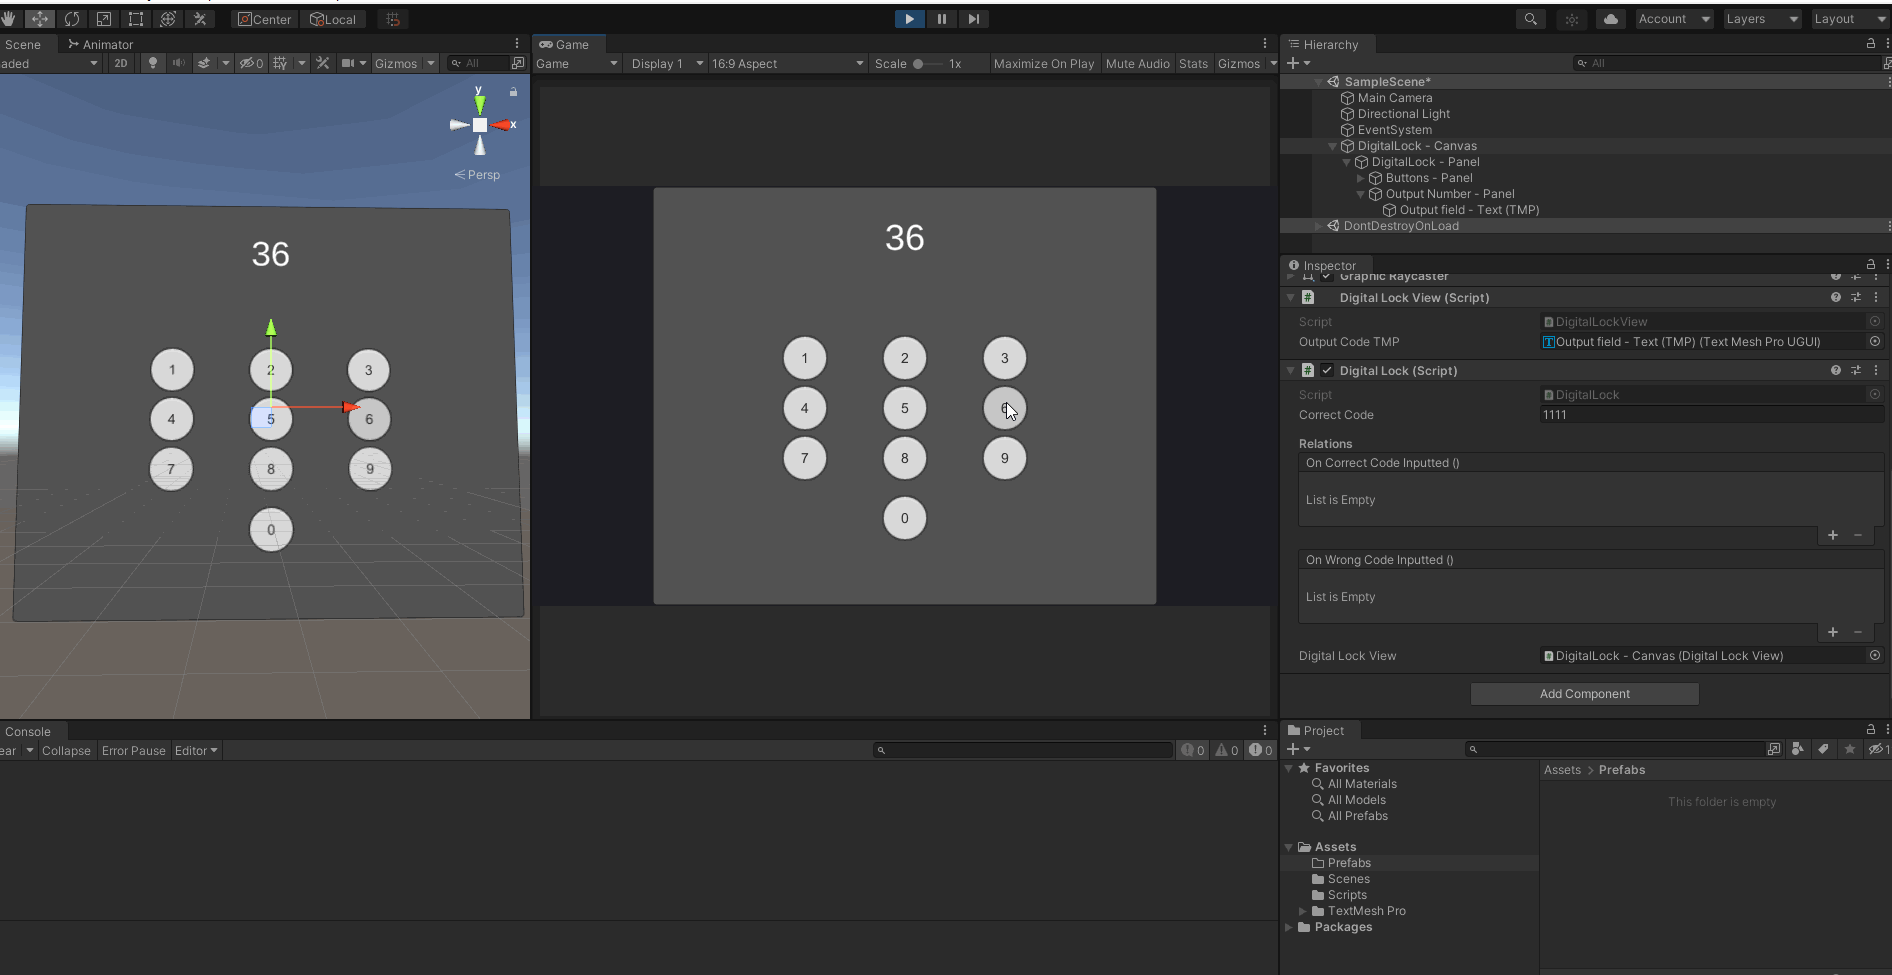 Center Local Account Layers Layout
Scene Animator
aded 2D 0 Gizmos All
y
x
Persp
36
1 2 3
4 5 6
7 8 9
0
Game
Game Display 1 16:9 Aspect Scale 1x Maximize On Play Mute Audio Stats Gizmos
36
1 2 3
4 5 6
7 8 9
0
Hierarchy
All
SampleScene*
Main Camera
Directional Light
EventSystem
DigitalLock - Canvas
DigitalLock - Panel
Buttons - Panel
Output Number - Panel
Output field - Text (TMP)
DontDestroyOnLoad
Inspector
Graphic Raycaster
Digital Lock View (Script)
Script DigitalLockView
Output Code TMP Output field - Text (TMP) (Text Mesh Pro UGUI)
Digital Lock (Script)
Script DigitalLock
Correct Code 1111
Relations
On Correct Code Inputted ()
List is Empty
+ −
On Wrong Code Inputted ()
List is Empty
+ −
Digital Lock View DigitalLock - Canvas (Digital Lock View)
Add Component
Console
ear Collapse Error Pause Editor 0 0 0
Project
1
Favorites
All Materials
All Models
All Prefabs
Assets
Prefabs
Scenes
Scripts
TextMesh Pro
Packages
Assets > Prefabs
This folder is empty